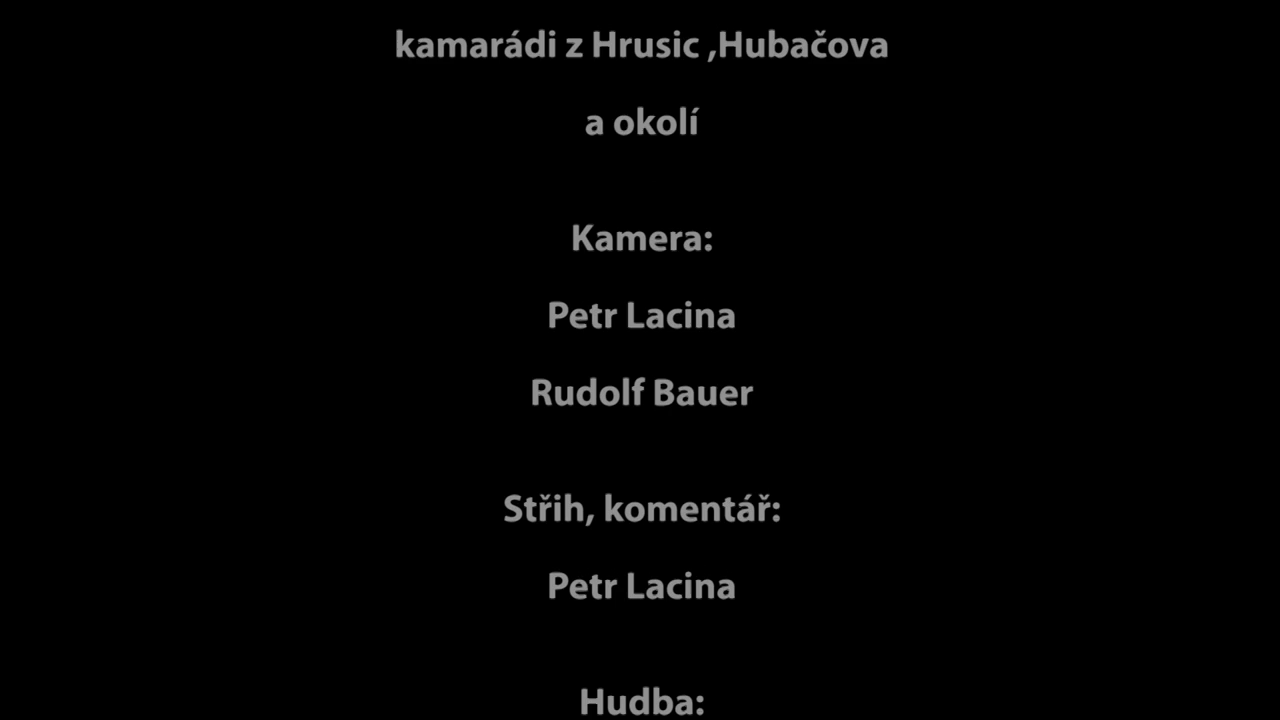 kamarádi z Hrusic ,Hubačova
a okolí
Kamera:
Petr Lacina
Rudolf Bauer
Střih, komentář:
Petr Lacina
Hudba: